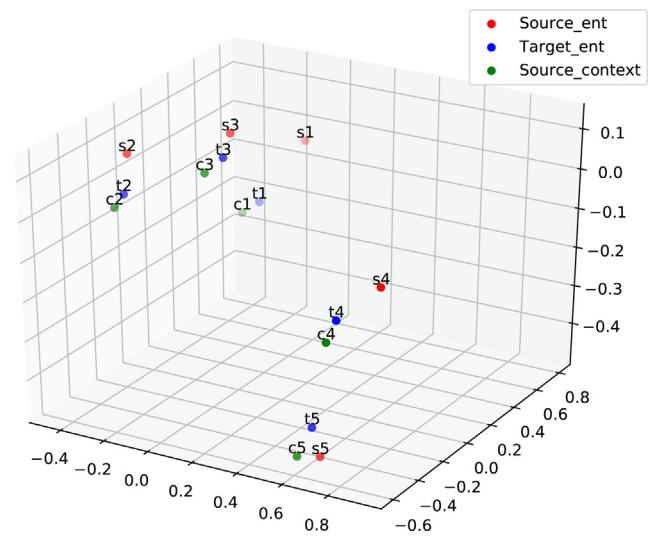 Source_ent
Target_ent
Source_context
s3
s1
s2
t3
c3
t2
c2
t1
c1
s4
t4
c4
t5
c5
s5
0.1
0.0
−0.1
−0.2
−0.3
−0.4
0.8
0.6
0.4
0.2
0.0
−0.2
−0.4
−0.6
−0.4
−0.2
0.0
0.2
0.4
0.6
0.8